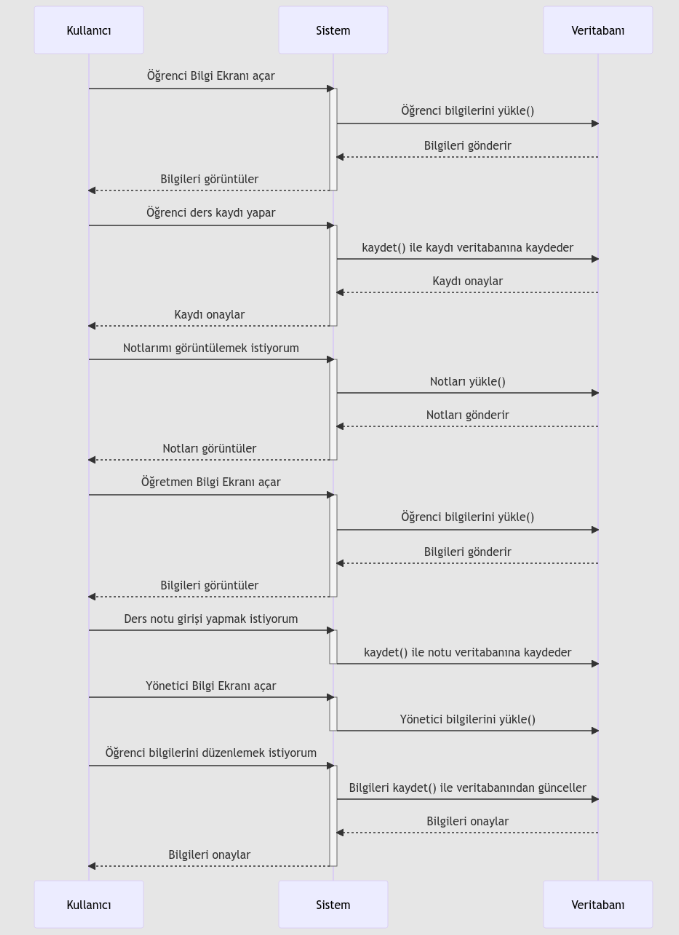 Kullanıcı
Sistem
Veritabanı
Öğrenci Bilgi Ekranı açar
Öğrenci bilgilerini yükle()
Bilgileri gönderir
Bilgileri görüntüler
Öğrenci ders kaydı yapar
kaydet() ile kaydı veritabanına kaydeder
Kaydı onaylar
Kaydı onaylar
Notlarımı görüntülemek istiyorum
Notları yükle()
Notları gönderir
Notları görüntüler
Öğretmen Bilgi Ekranı açar
Öğrenci bilgilerini yükle()
Bilgileri gönderir
Bilgileri görüntüler
Ders notu girişi yapmak istiyorum
kaydet() ile notu veritabanına kaydeder
Yönetici Bilgi Ekranı açar
Yönetici bilgilerini yükle()
Öğrenci bilgilerini düzenlemek istiyorum
Bilgileri kaydet() ile veritabanından günceller
Bilgileri onaylar
Bilgileri onaylar
Kullanıcı
Sistem
Veritabanı